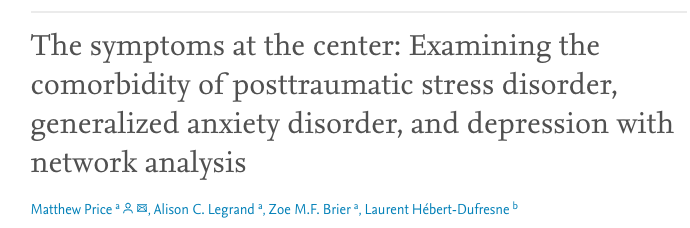 The symptoms at the center: Examining the
comorbidity of posttraumatic stress disorder,
generalized anxiety disorder, and depression with
network analysis
Matthew Price a, Alison C. Legrand a, Zoe M.F. Brier a, Laurent Hébert-Dufresne b